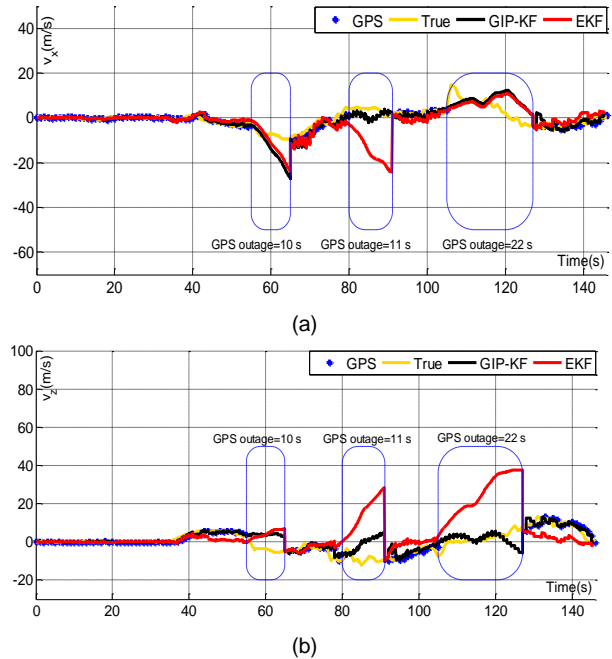 GPS True GIP-KF EKF
v_x(m/s)
60
40
20
0
-20
-40
-60
GPS outage=10 s GPS outage=11 s GPS outage=22 s
Time(s)
0 20 40 60 80 100 120 140
(a)
GPS True GIP-KF EKF
v_z(m/s)
100
80
60
40
20
0
-20
GPS outage=10 s GPS outage=11 s GPS outage=22 s
Time(s)
0 20 40 60 80 100 120 140
(b)